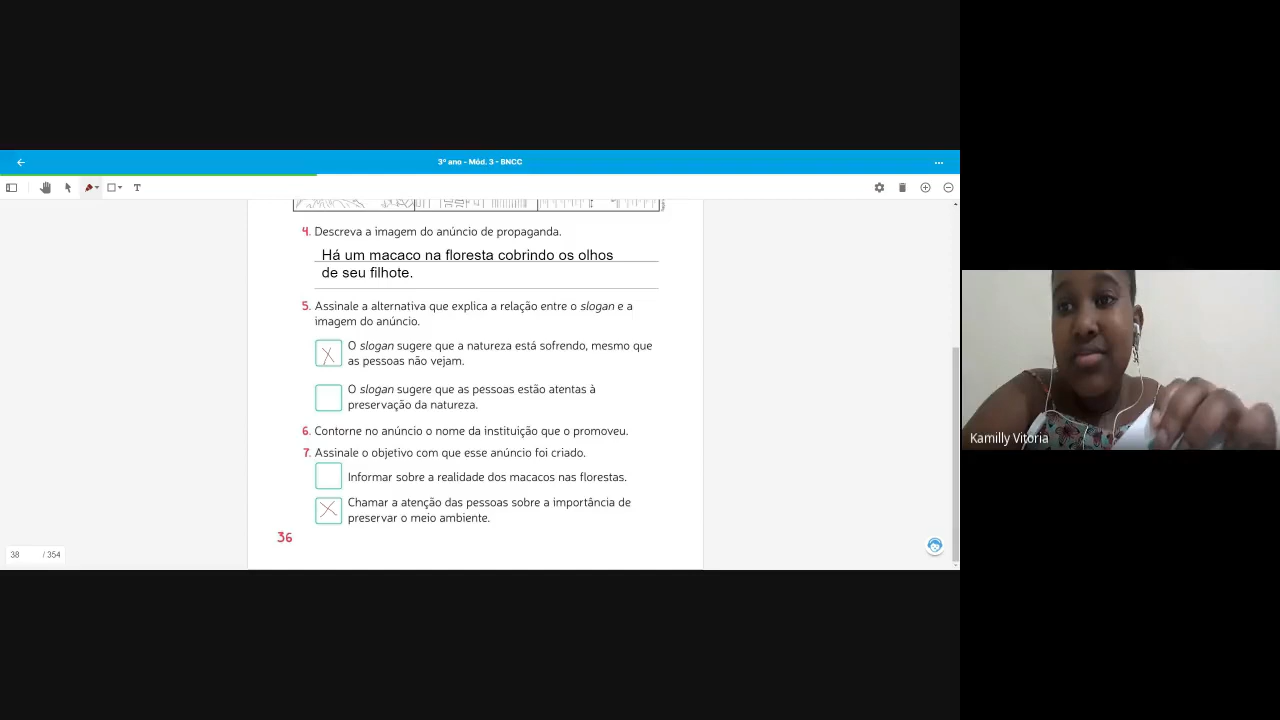 3º ano - Mód. 3 - BNCC
T
4. Descreva a imagem do anúncio de propaganda.
Há um macaco na floresta cobrindo os olhos
de seu filhote.
5. Assinale a alternativa que explica a relação entre o slogan e a
imagem do anúncio.
X O slogan sugere que a natureza está sofrendo, mesmo que
as pessoas não vejam.
O slogan sugere que as pessoas estão atentas à
preservação da natureza.
6. Contorne no anúncio o nome da instituição que o promoveu.
7. Assinale o objetivo com que esse anúncio foi criado.
Informar sobre a realidade dos macacos nas florestas.
X Chamar a atenção das pessoas sobre a importância de
preservar o meio ambiente.
36
38 / 354
Kamilly Vitoria